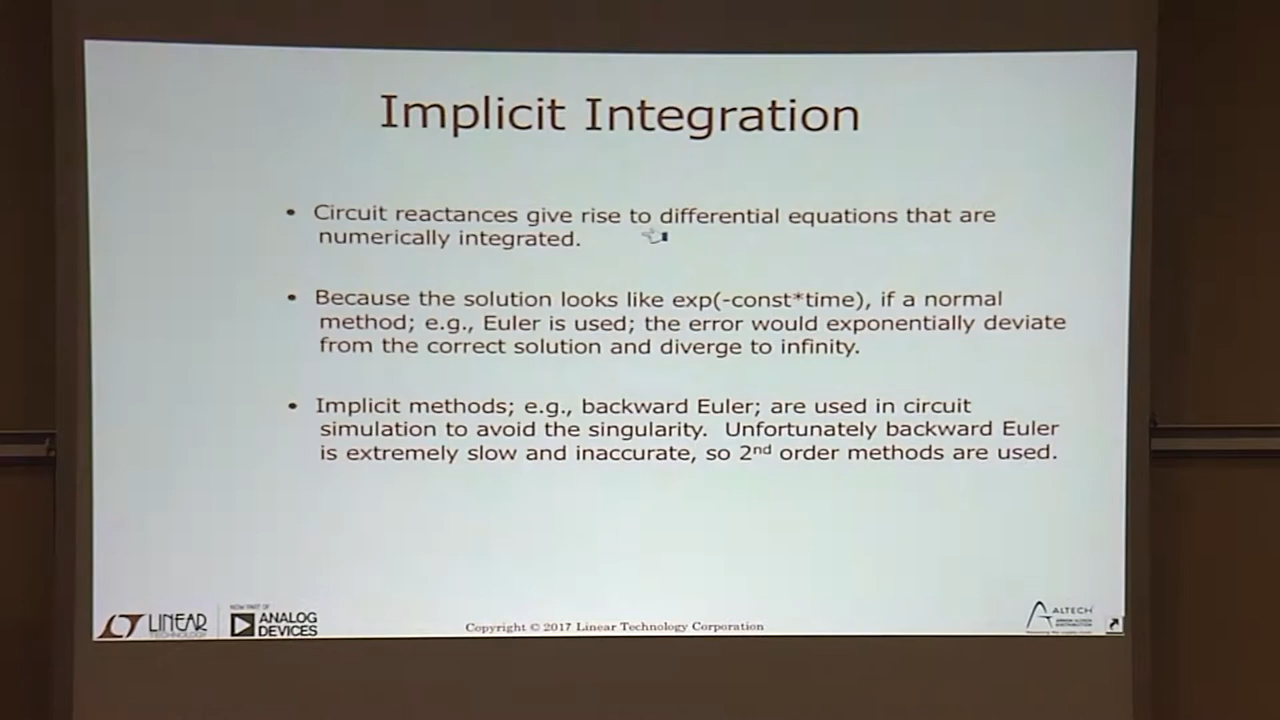 Implicit Integration
• Circuit reactances give rise to differential equations that are
numerically integrated.
• Because the solution looks like exp(-const*time), if a normal
method; e.g., Euler is used; the error would exponentially deviate
from the correct solution and diverge to infinity.
• Implicit methods; e.g., backward Euler; are used in circuit
simulation to avoid the singularity. Unfortunately backward Euler
is extremely slow and inaccurate, so 2nd order methods are used.
LINEAR
TECHNOLOGY
NOW PART OF
ANALOG
DEVICES
Copyright © 2017 Linear Technology Corporation
ALTECH